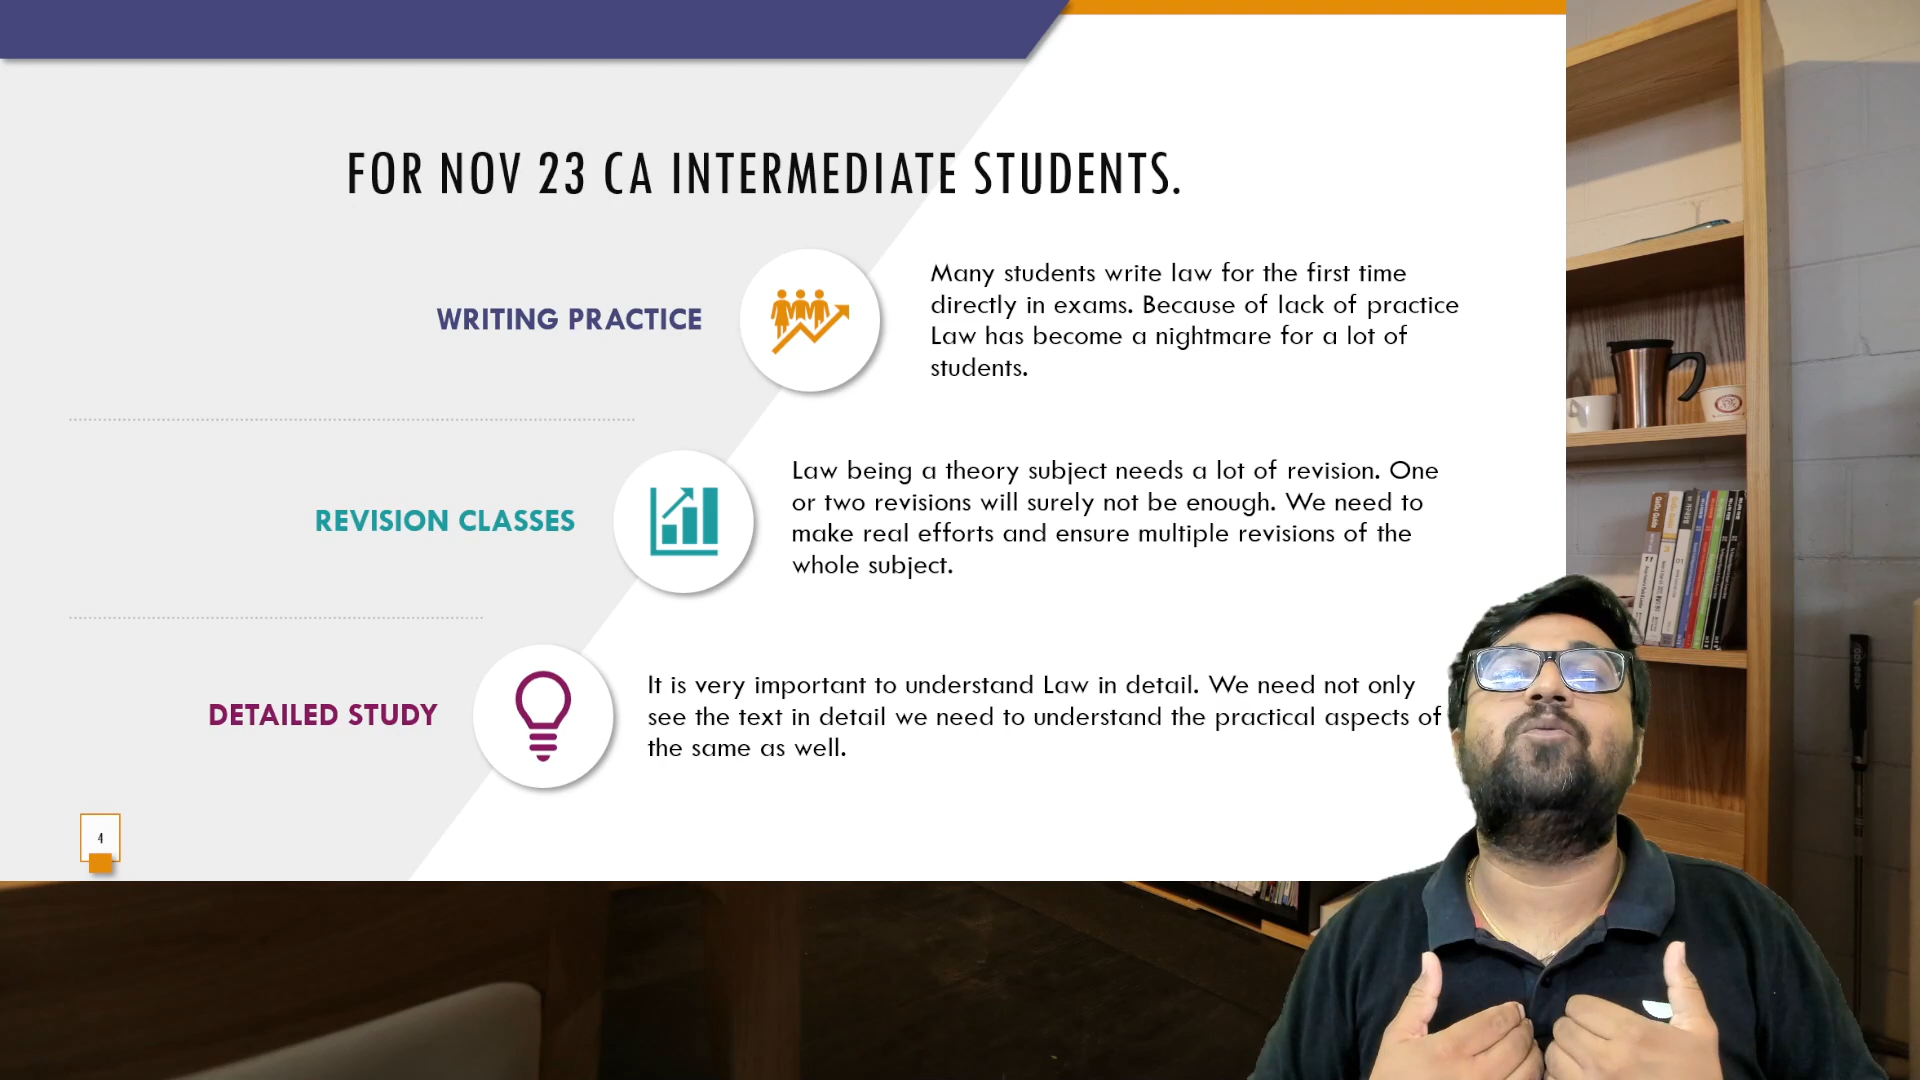 FOR NOV 23 CA INTERMEDIATE STUDENTS.
WRITING PRACTICE
Many students write law for the first time
directly in exams. Because of lack of practice
Law has become a nightmare for a lot of
students.
REVISION CLASSES
Law being a theory subject needs a lot of revision. One
or two revisions will surely not be enough. We need to
make real efforts and ensure multiple revisions of the
whole subject.
DETAILED STUDY
It is very important to understand Law in detail. We need not only
see the text in detail we need to understand the practical aspects of
the same as well.
4